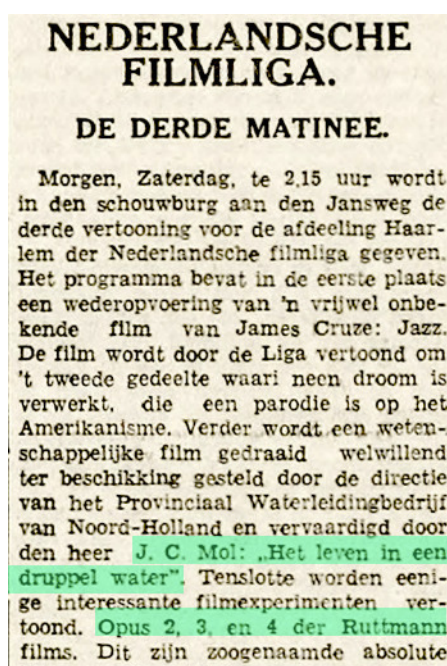 NEDERLANDSCHE
FILMLIGA.
DE DERDE MATINEE.
Morgen, Zaterdag, te 2,15 uur wordt
in den schouwburg aan den Jansweg de
derde vertooning voor de afdeeling Haar-
lem der Nederlandsche filmliga gegeven.
Het programma bevat in de eerste plaats
een wederopvoering van 'n vrijwel onbe-
kende film van James Cruze: Jazz.
De film wordt door de Liga vertoond om
't tweede gedeelte waari neen droom is
verwerkt, die een parodie is op het
Amerikanisme. Verder wordt een weten-
schappelijke film gedraaid welwillend
ter beschikking gesteld door de directie
van het Provinciaal Waterleidingbedrijf
van Noord-Holland en vervaardigd door
den heer J. C. Mol: „Het leven in een
druppel water". Tenslotte worden eeni-
ge interessante filmexperimenten ver-
toond. Opus 2, 3, en 4 der Ruttmann
films. Dit zijn zoogenaamde absolute